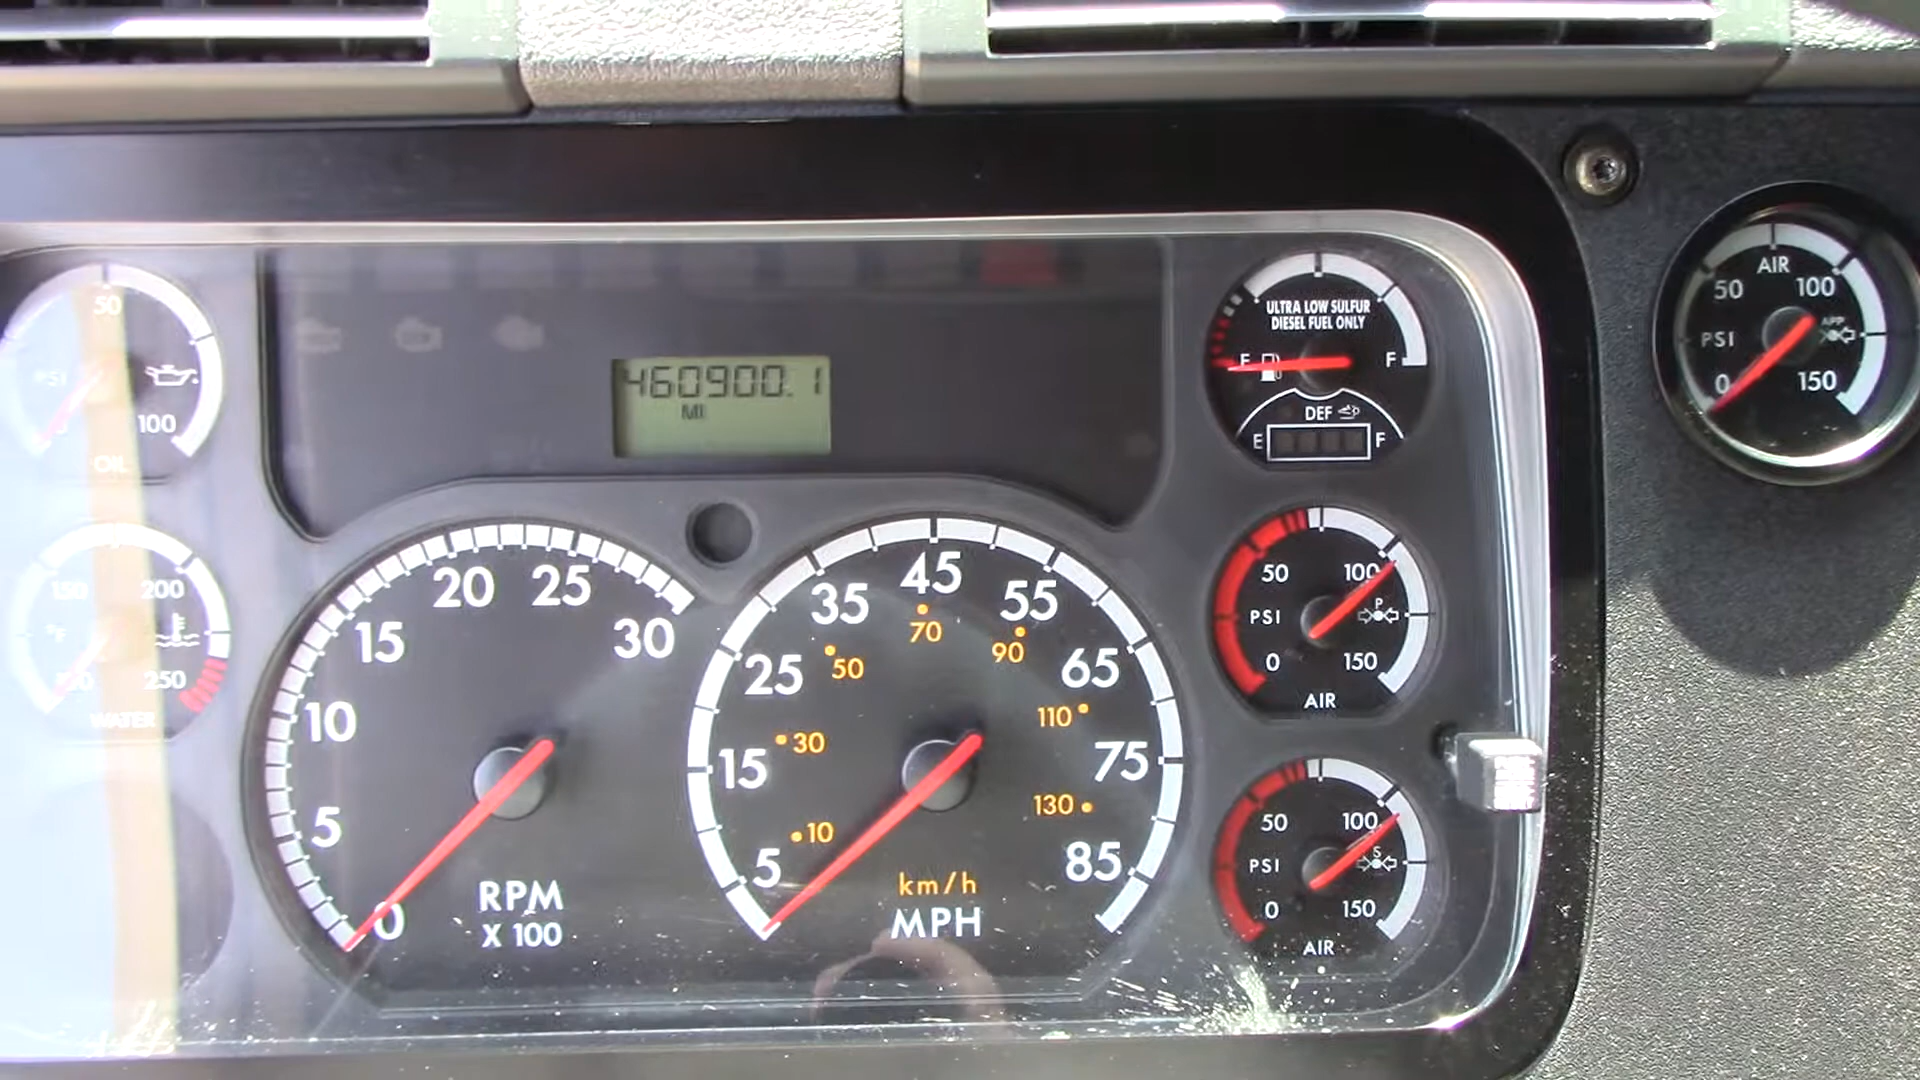 50
PSI
100
OIL
150 200
°F
250
WATER
460900.1
MI
ULTRA LOW SULFUR
DIESEL FUEL ONLY
E F
DEF
E F
AIR
50 100
PSI APP
0 150
0 5 10 15 20 25 30
RPM
X 100
5 15 25 35 45 55 65 75 85
10 30 50 70 90 110 130
km/h
MPH
50 100
PSI P
0 150
AIR
50 100
PSI S
0 150
AIR